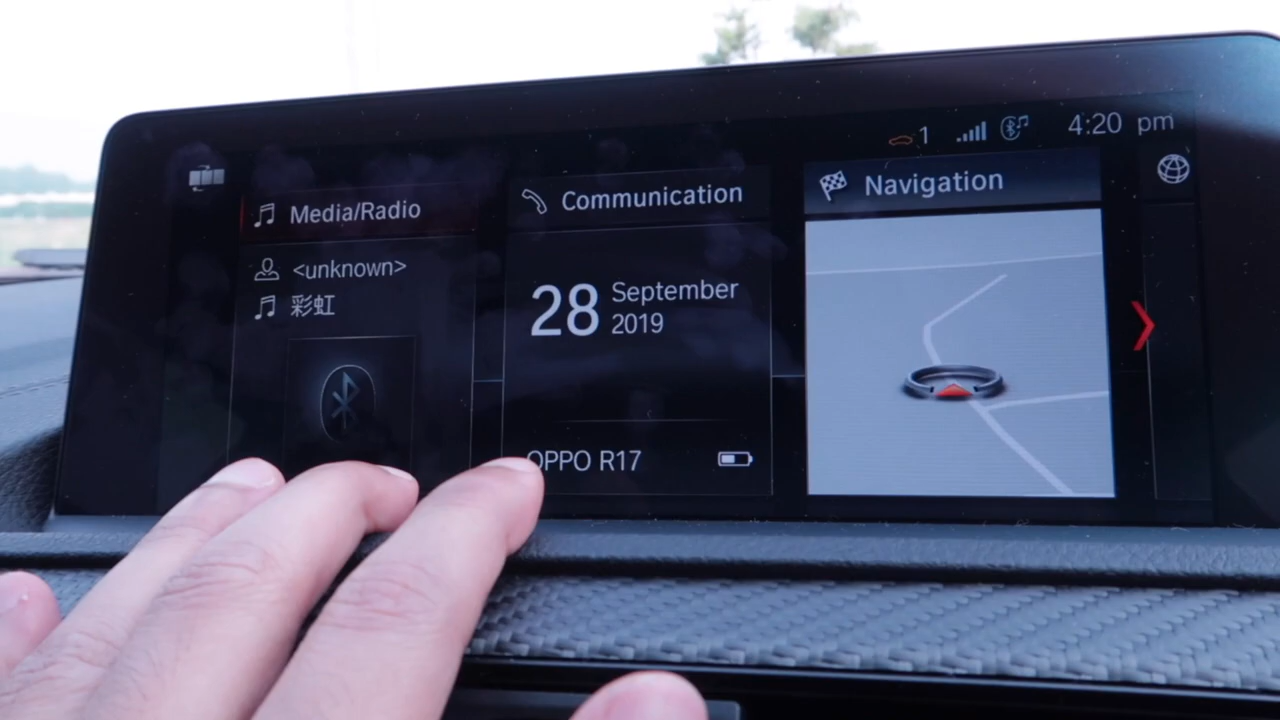 1
4:20 pm
Media/Radio
<unknown>
彩虹
Communication
28
September
2019
OPPO R17
Navigation